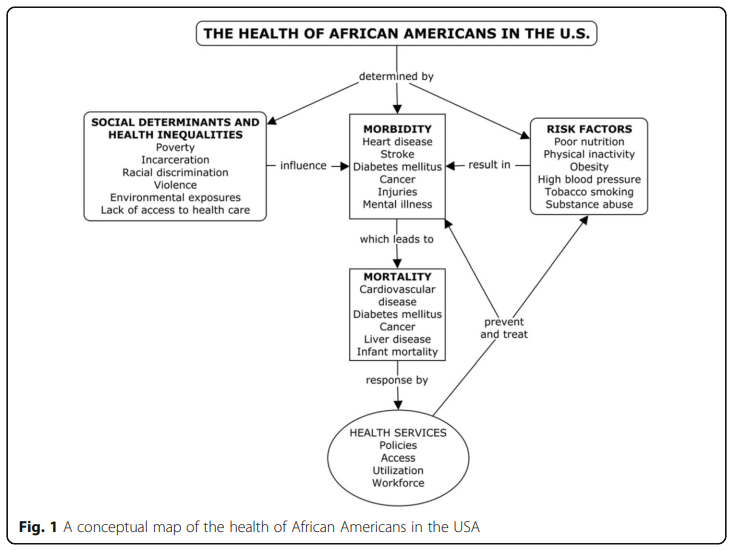 THE HEALTH OF AFRICAN AMERICANS IN THE U.S.
determined by
SOCIAL DETERMINANTS AND
HEALTH INEQUALITIES
Poverty
Incarceration
Racial discrimination
Violence
Environmental exposures
Lack of access to health care
influence
MORBIDITY
Heart disease
Stroke
Diabetes mellitus
Cancer
Injuries
Mental illness
result in
RISK FACTORS
Poor nutrition
Physical inactivity
Obesity
High blood pressure
Tobacco smoking
Substance abuse
which leads to
MORTALITY
Cardiovascular
disease
Diabetes mellitus
Cancer
Liver disease
Infant mortality
prevent
and treat
response by
HEALTH SERVICES
Policies
Access
Utilization
Workforce
Fig. 1 A conceptual map of the health of African Americans in the USA